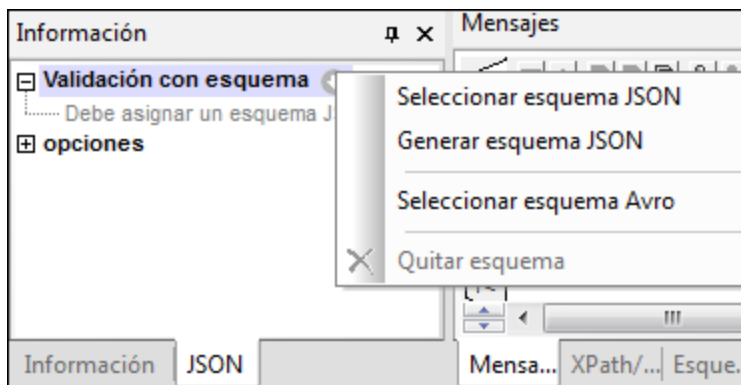 Información
Mensajes
Validación con esquema
Debe asignar un esquema
opciones
Seleccionar esquema JSON
Generar esquema JSON
Seleccionar esquema Avro
Quitar esquema
Información
JSON
Mensa...
XPath/...
Esque.